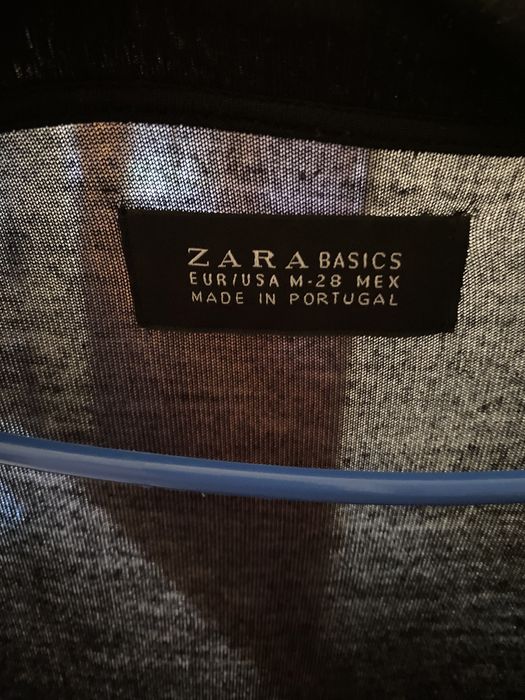 ZARA BASICS
EUR/USA M-28 MEX
MADE IN PORTUGAL